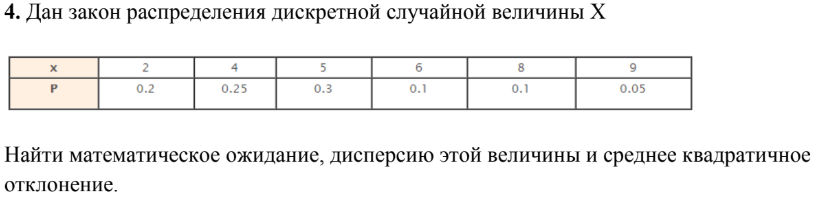 4. Дан закон распределения дискретной случайной величины X
x 2 4 5 6 8 9
P 0.2 0.25 0.3 0.1 0.1 0.05
Найти математическое ожидание, дисперсию этой величины и среднее квадратичное
отклонение.